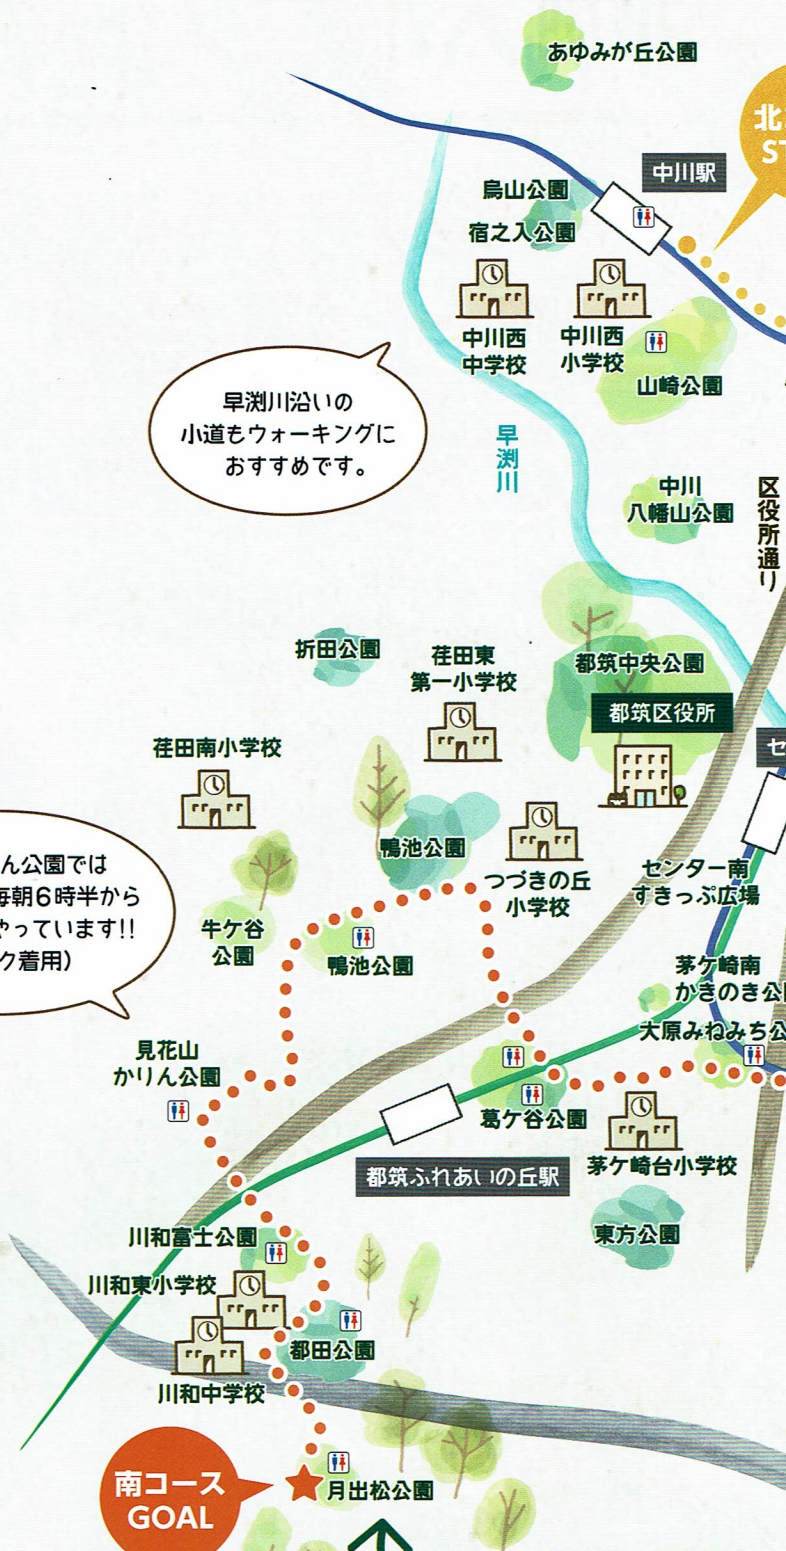 あゆみが丘公園
北
ST
中川駅
烏山公園
宿之入公園
中川西
中学校
中川西
小学校
山崎公園
早渕川沿いの
小道もウォーキングに
おすすめです。
早渕川
中川
八幡山公園
区役所通り
折田公園
荏田東
第一小学校
都筑中央公園
都筑区役所
荏田南小学校
セ
鴨池公園
つづきの丘
小学校
センター南
すきっぷ広場
ん公園では
毎朝6時半から
やっています!!
ク着用)
牛ケ谷
公園
鴨池公園
茅ケ崎南
かきのき公
大原みねみち公
見花山
かりん公園
葛ケ谷公園
都筑ふれあいの丘駅
茅ケ崎台小学校
東方公園
川和富士公園
川和東小学校
都田公園
川和中学校
南コース
GOAL
月出松公園